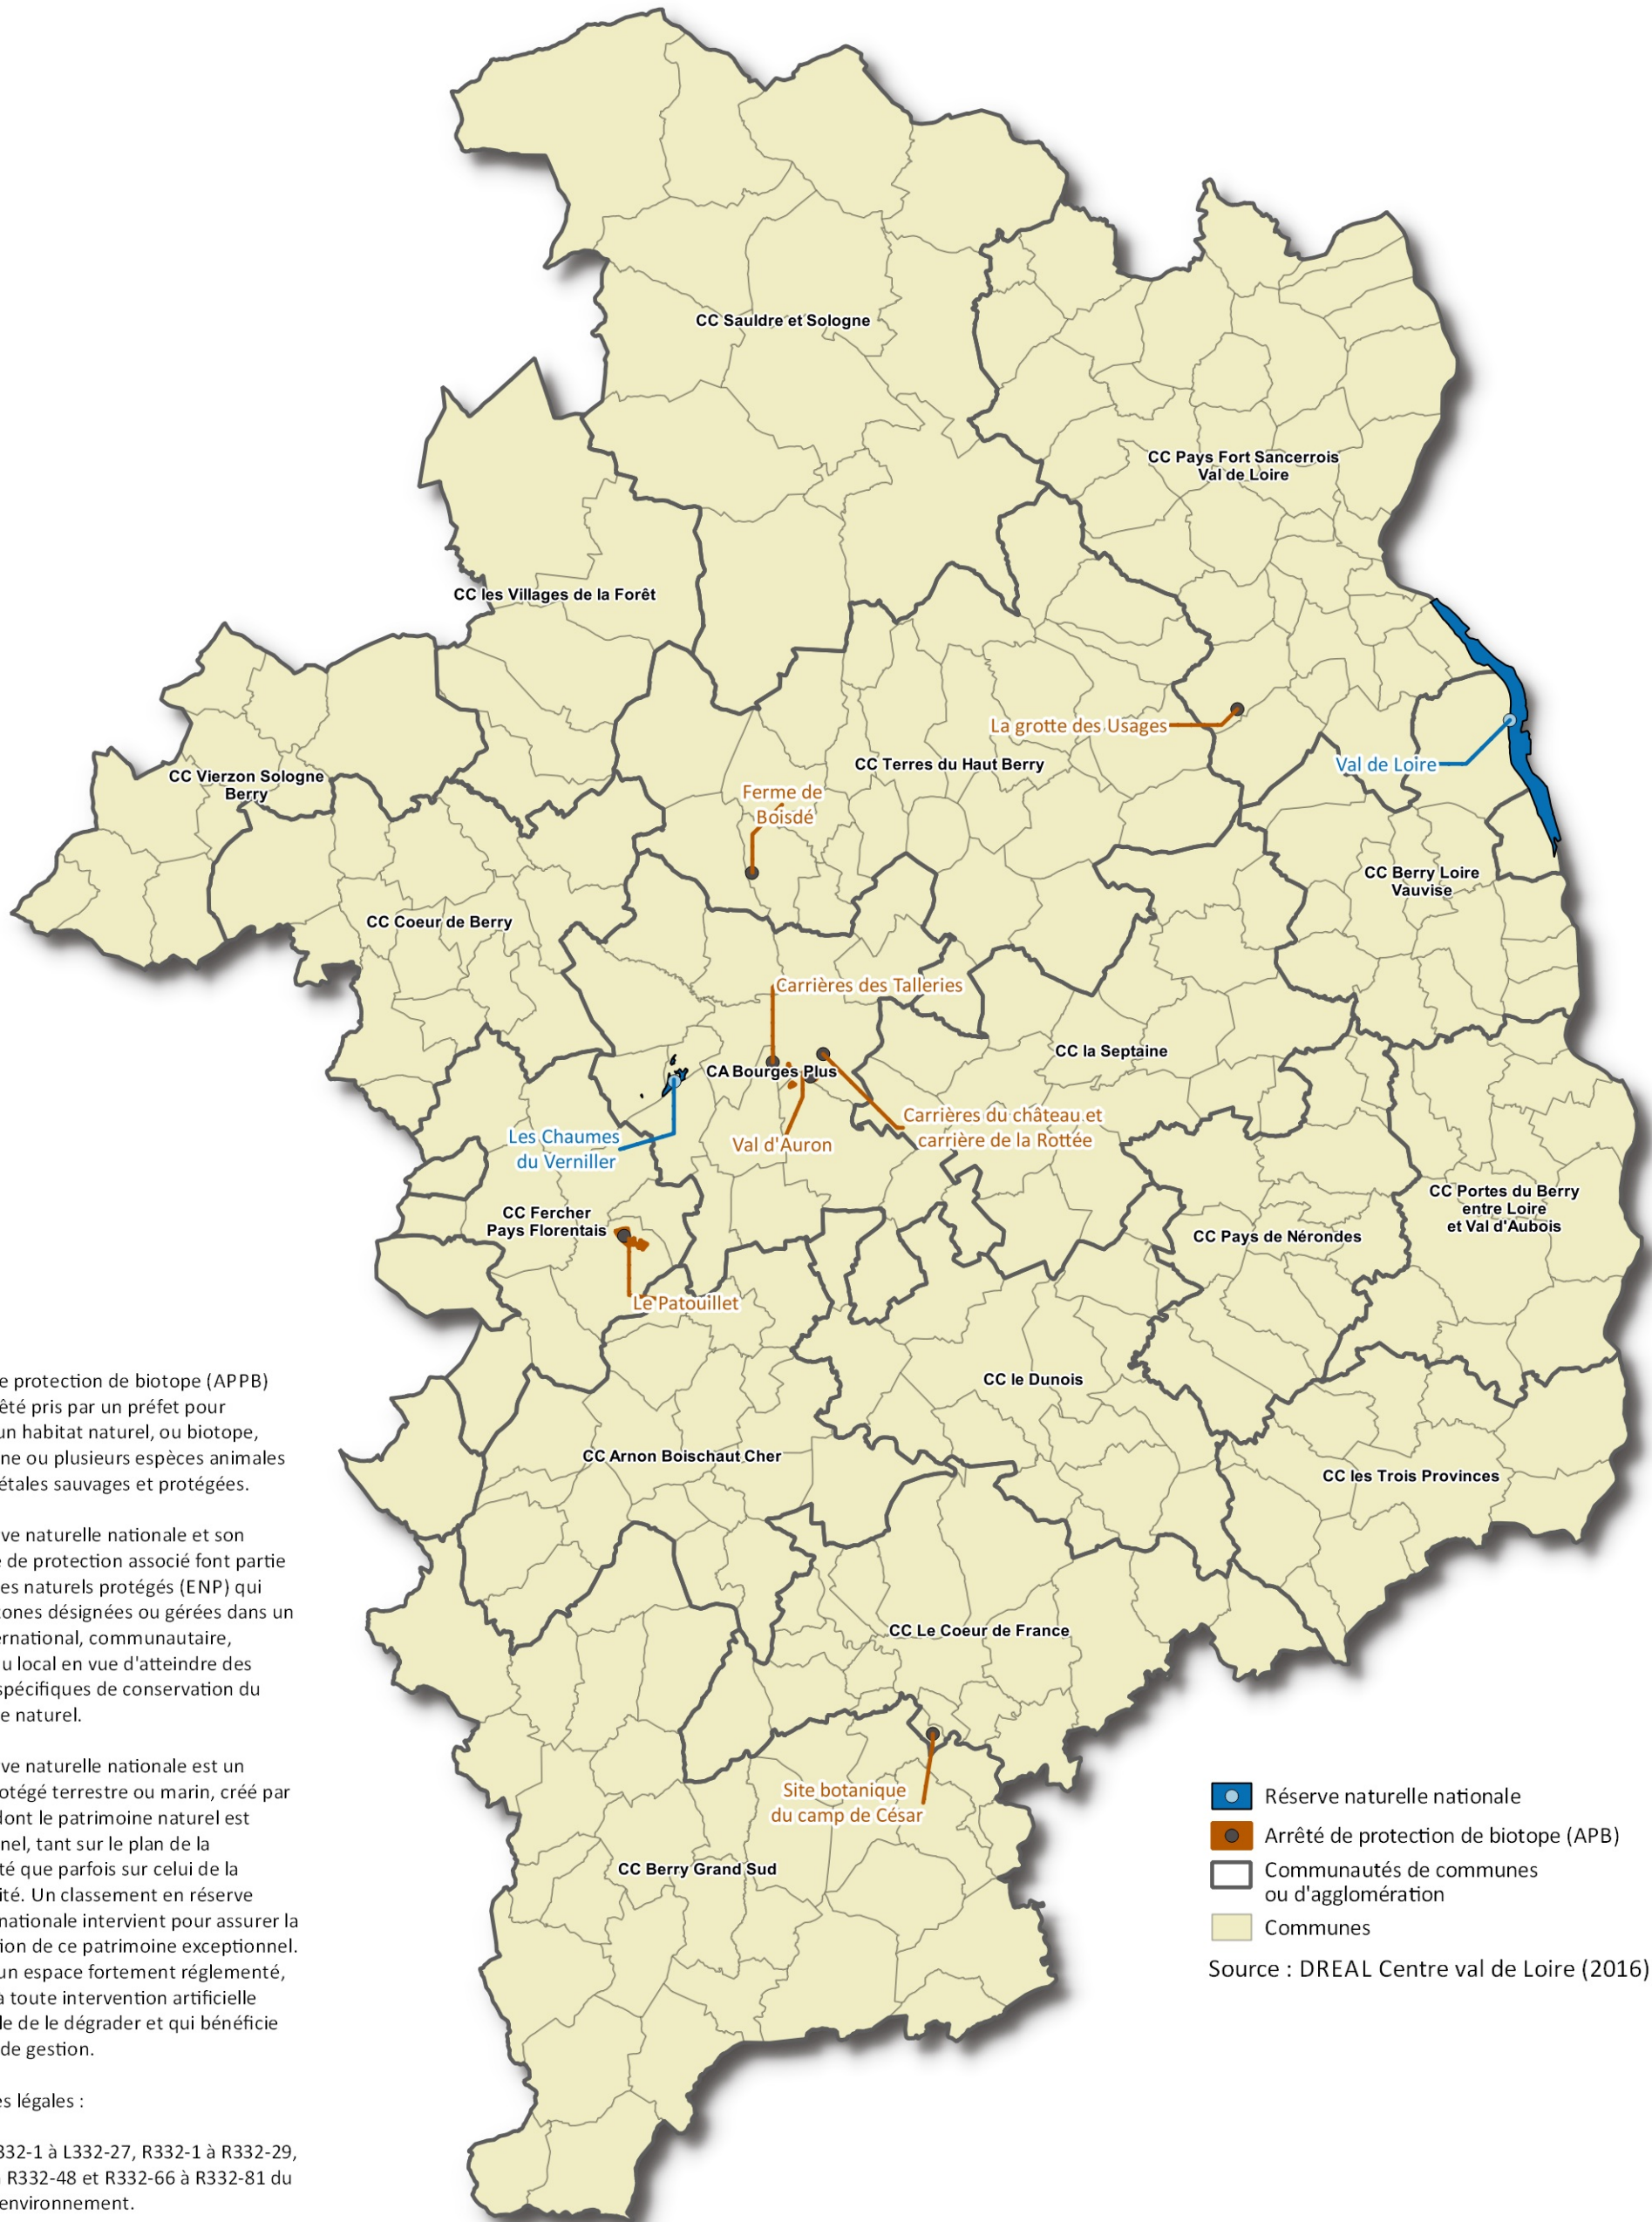 CC Sauldre et Sologne
CC Pays Fort Sancerrois
Val de Loire
CC les Villages de la Forêt
La grotte des Usages
Val de Loire
CC Terres du Haut Berry
CC Vierzon Sologne
Berry
Ferme de
Boisdé
CC Berry Loire
Vauvise
CC Coeur de Berry
Carrières des Talleries
CC la Septaine
CA Bourges Plus
Carrières du château et
carrière de la Rottée
Les Chaumes
du Verniller
Val d'Auron
CC Portes du Berry
entre Loire
et Val d'Aubois
CC Fercher
Pays Florentais
CC Pays de Nérondes
Le Patouillet
CC le Dunois
CC Arnon Boischaut Cher
CC les Trois Provinces
CC Le Coeur de France
Site botanique
du camp de César
CC Berry Grand Sud
e protection de biotope (APPB)
êté pris par un préfet pour
un habitat naturel, ou biotope,
ne ou plusieurs espèces animales
étales sauvages et protégées.
ve naturelle nationale et son
e de protection associé font partie
es naturels protégés (ENP) qui
zones désignées ou gérées dans un
ernational, communautaire,
u local en vue d'atteindre des
spécifiques de conservation du
e naturel.
ve naturelle nationale est un
otégé terrestre ou marin, créé par
dont le patrimoine naturel est
nel, tant sur le plan de la
té que parfois sur celui de la
ité. Un classement en réserve
nationale intervient pour assurer la
tion de ce patrimoine exceptionnel.
un espace fortement réglementé,
à toute intervention artificielle
le de le dégrader et qui bénéficie
de gestion.
es légales :
332-1 à L332-27, R332-1 à R332-29,
à R332-48 et R332-66 à R332-81 du
environnement.
Réserve naturelle nationale
Arrêté de protection de biotope (APB)
Communautés de communes
ou d'agglomération
Communes
Source : DREAL Centre val de Loire (2016)